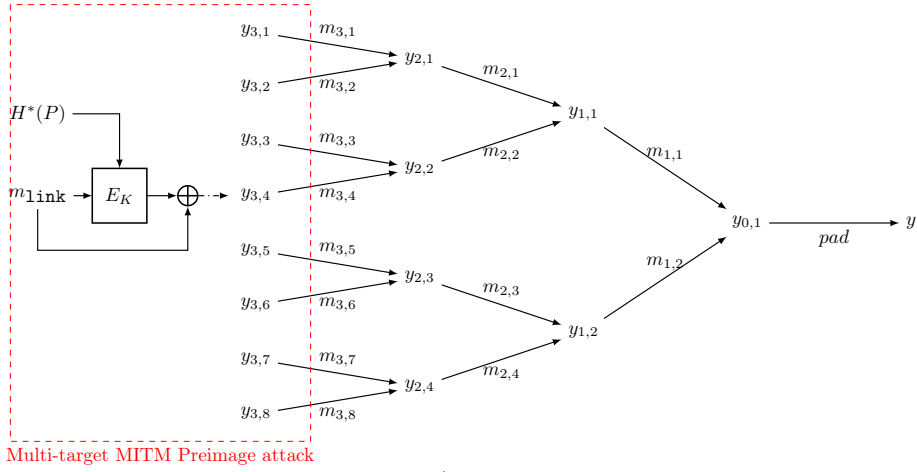 y3,1
m3,1
y3,2
m3,2
y2,1
m2,1
H*(P)
y3,3
m3,3
y1,1
y3,4
m3,4
y2,2
m2,2
m1,1
mlink
EK
y0,1
pad
y
y3,5
m3,5
y3,6
m3,6
y2,3
m2,3
m1,2
y1,2
y3,7
m3,7
y3,8
m3,8
y2,4
m2,4
Multi-target MITM Preimage attack